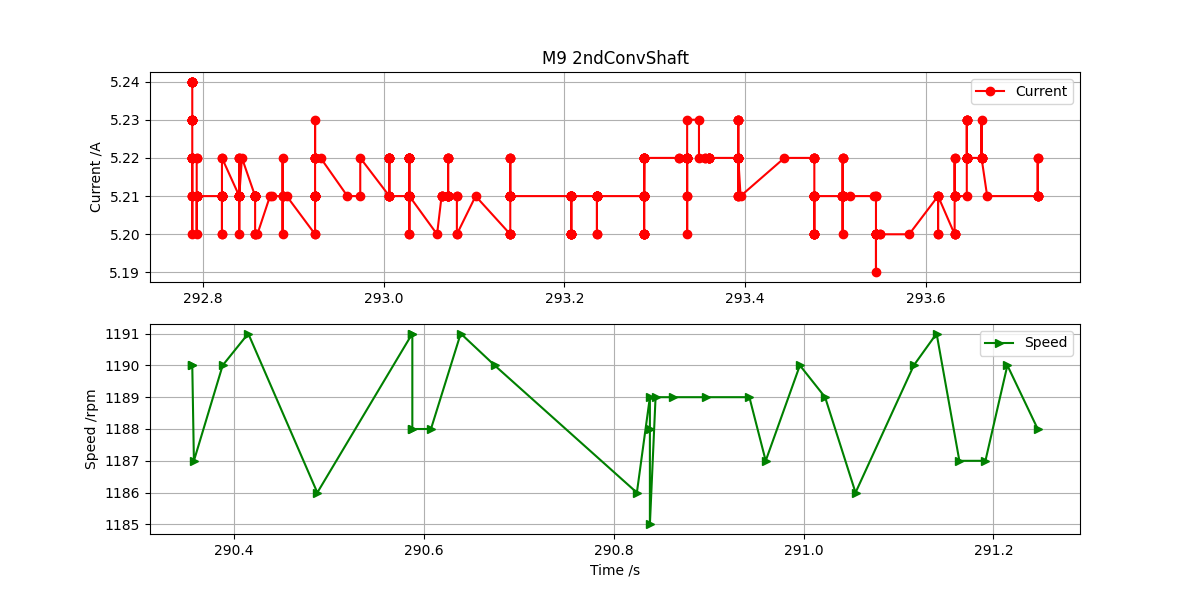 M9 2ndConvShaft
Current /A
5.24
5.23
5.22
5.21
5.20
5.19
Current
292.8 293.0 293.2 293.4 293.6
Speed /rpm
1191
1190
1189
1188
1187
1186
1185
Speed
290.4 290.6 290.8 291.0 291.2
Time /s